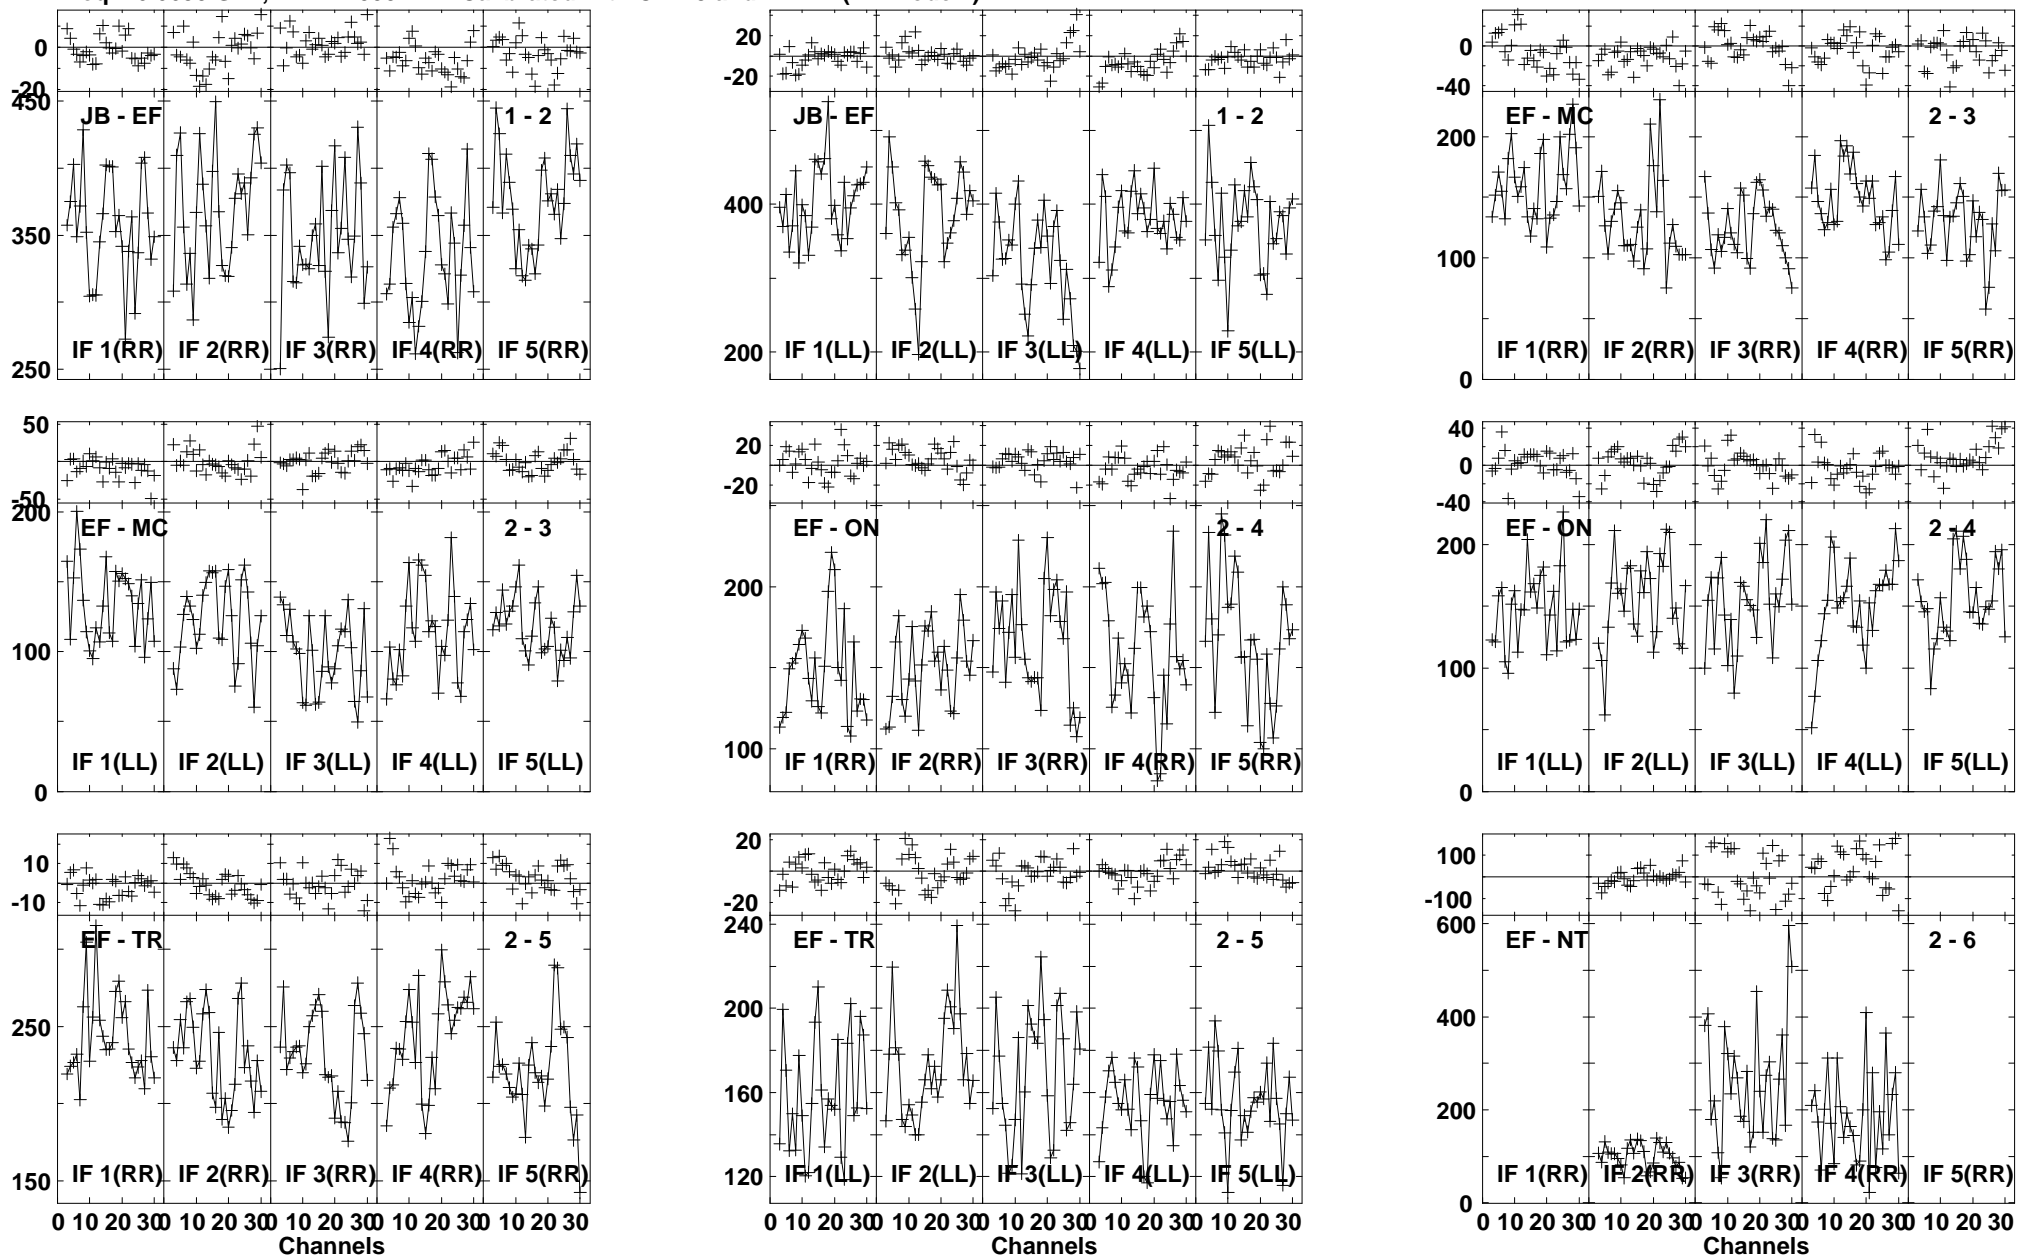 0
-20
20
-20
0
-40
450
JB - EF
1 - 2
350
250
IF 1(RR) IF 2(RR) IF 3(RR) IF 4(RR) IF 5(RR)
JB - EF
1 - 2
400
200
IF 1(LL) IF 2(LL) IF 3(LL) IF 4(LL) IF 5(LL)
EF - MC
2 - 3
200
100
0
IF 1(RR) IF 2(RR) IF 3(RR) IF 4(RR) IF 5(RR)
50
-50
20
-20
40
0
-40
200
EF - MC
2 - 3
100
0
IF 1(LL) IF 2(LL) IF 3(LL) IF 4(LL) IF 5(LL)
EF - ON
2 - 4
200
100
IF 1(RR) IF 2(RR) IF 3(RR) IF 4(RR) IF 5(RR)
EF - ON
2 - 4
200
100
0
IF 1(LL) IF 2(LL) IF 3(LL) IF 4(LL) IF 5(LL)
10
-10
20
-20
100
-100
EF - TR
2 - 5
250
150
IF 1(RR) IF 2(RR) IF 3(RR) IF 4(RR) IF 5(RR)
240
EF - TR
2 - 5
200
160
120
IF 1(LL) IF 2(LL) IF 3(LL) IF 4(LL) IF 5(LL)
600
EF - NT
2 - 6
400
200
0
IF 1(RR) IF 2(RR) IF 3(RR) IF 4(RR) IF 5(RR)
0 10 20 30 0 10 20 30 0 10 20 30 0 10 20 30 0 10 20 30
0 10 20 30 0 10 20 30 0 10 20 30 0 10 20 30 0 10 20 30
0 10 20 30 0 10 20 30 0 10 20 30 0 10 20 30 0 10 20 30
Channels
Channels
Channels